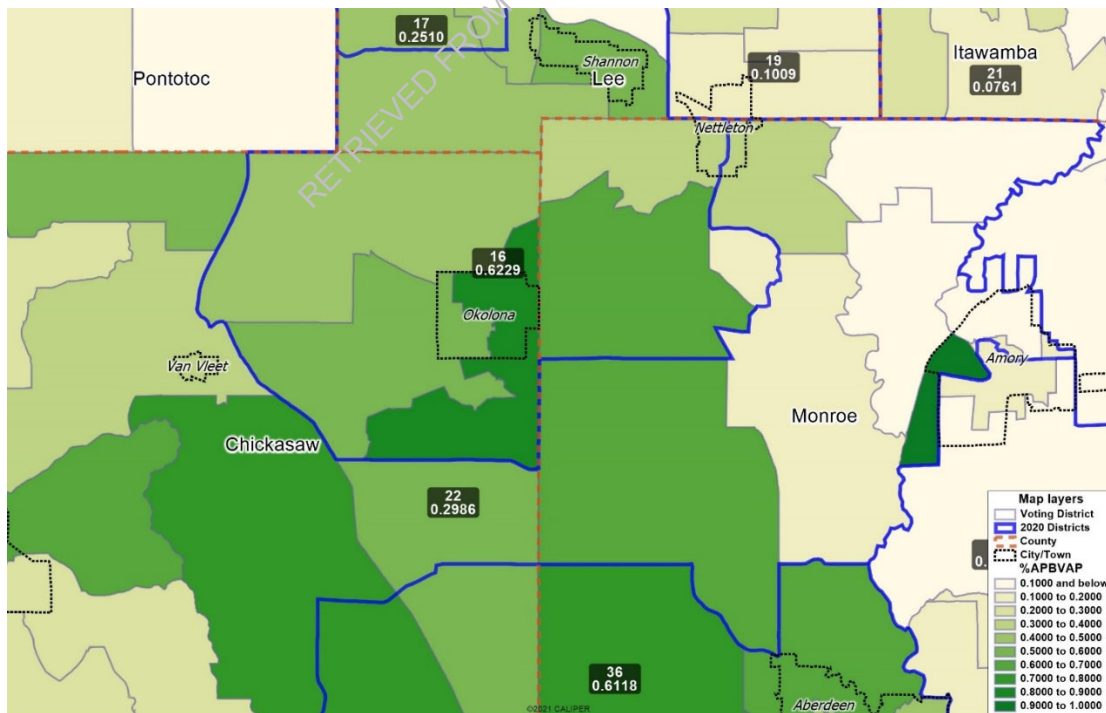 RETRIEVED FROM
17
0.2510
Shannon
Lee
19
0.1009
Itawamba
21
0.0761
Pontotoc
Nettleton
16
0.6229
Okolona
Van Vleet
Amory
Chickasaw
Monroe
22
0.2986
36
0.6118
Aberdeen
©2021 CALIPER
Map layers
Voting District
2020 Districts
County
City/Town
%APBVAP
0.1000 and below
0.1000 to 0.2000
0.2000 to 0.3000
0.3000 to 0.4000
0.4000 to 0.5000
0.5000 to 0.6000
0.6000 to 0.7000
0.7000 to 0.8000
0.8000 to 0.9000
0.9000 to 1.0000